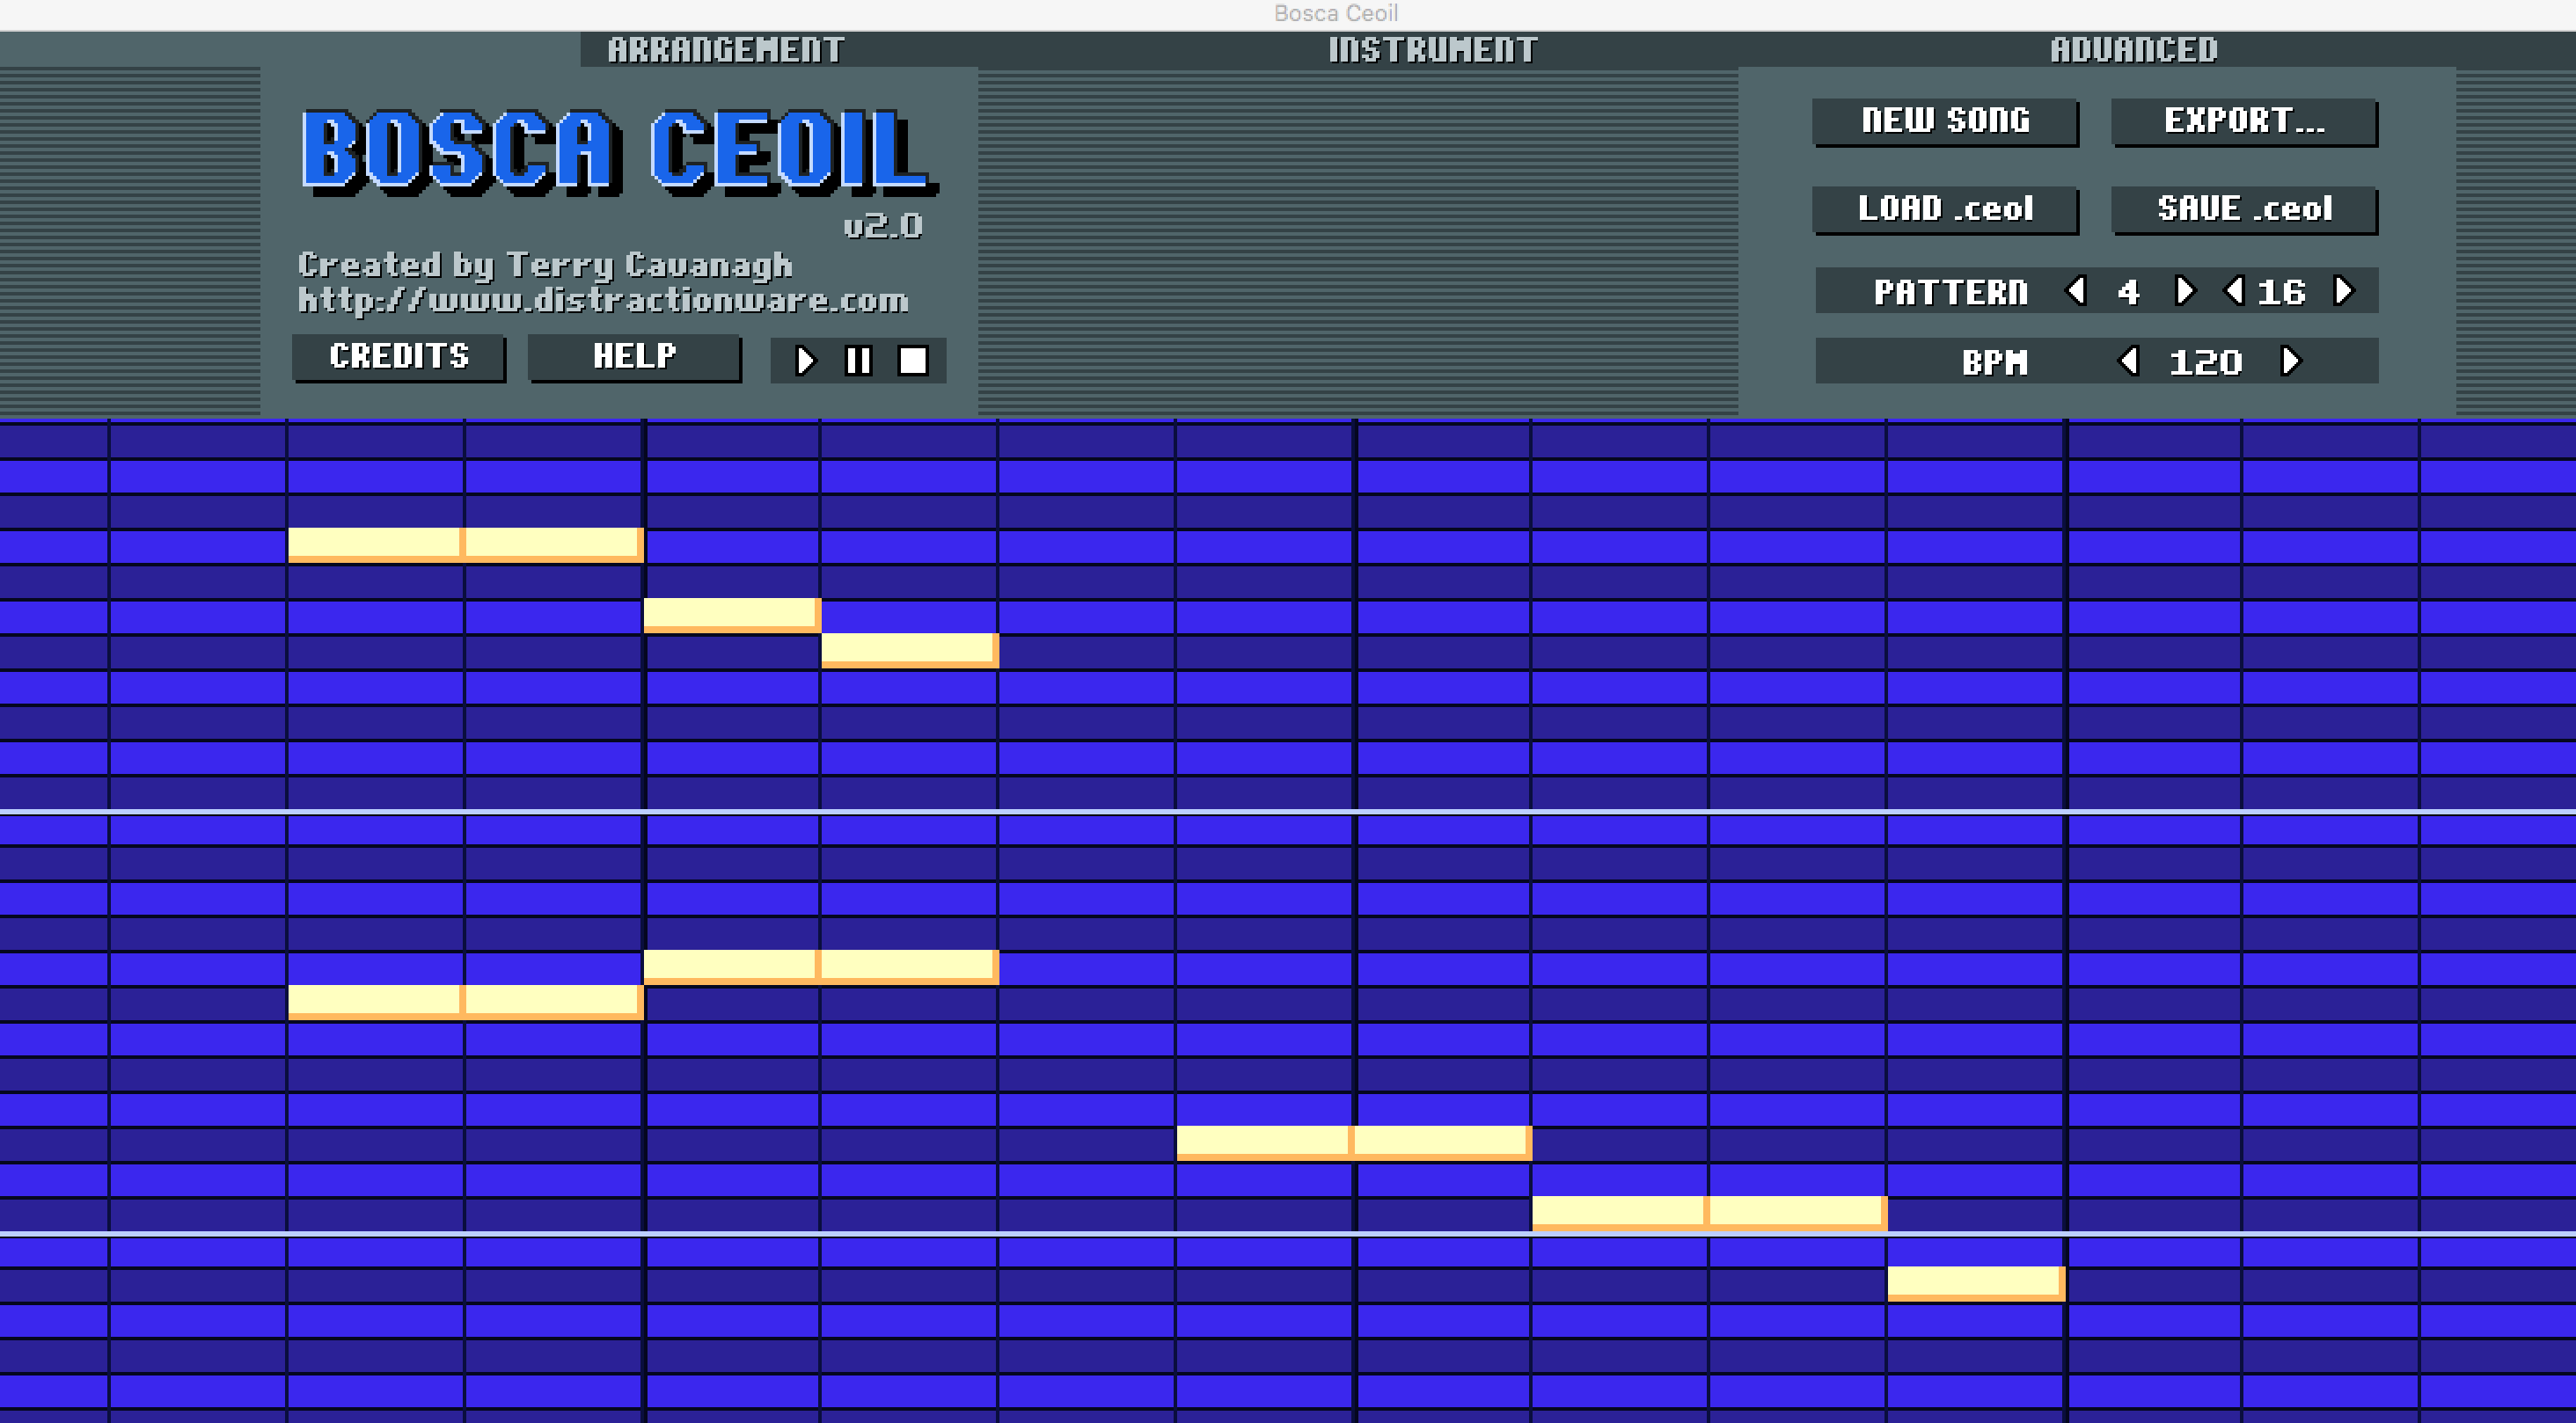 Bosca Ceoil
ARRANGEMENT
INSTRUMENT
ADVANCED
BOSCA CEOIL
v2.0
Created by Terry Cavanagh
http://www.distractionware.com
CREDITS
HELP
NEW SONG
EXPORT...
LOAD .ceol
SAVE .ceol
PATTERN 4 16
BPM 120